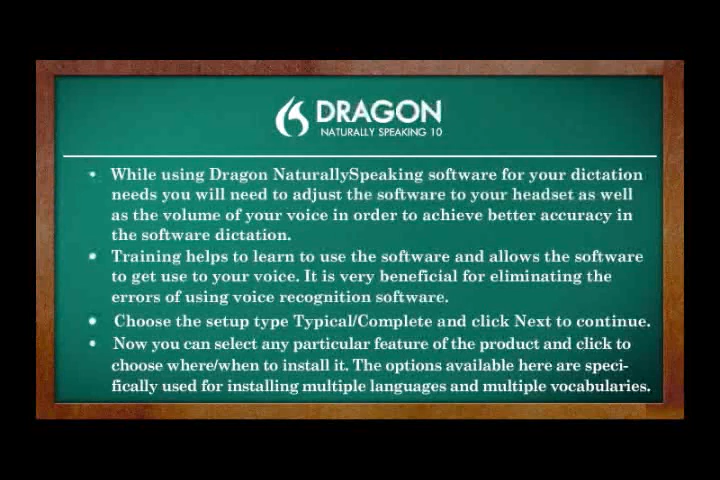 DRAGON
NATURALLY SPEAKING 10
• While using Dragon NaturallySpeaking software for your dictation
needs you will need to adjust the software to your headset as well
as the volume of your voice in order to achieve better accuracy in
the software dictation.
• Training helps to learn to use the software and allows the software
to get use to your voice. It is very beneficial for eliminating the
errors of using voice recognition software.
• Choose the setup type Typical/Complete and click Next to continue.
• Now you can select any particular feature of the product and click to
choose where/when to install it. The options available here are speci-
fically used for installing multiple languages and multiple vocabularies.